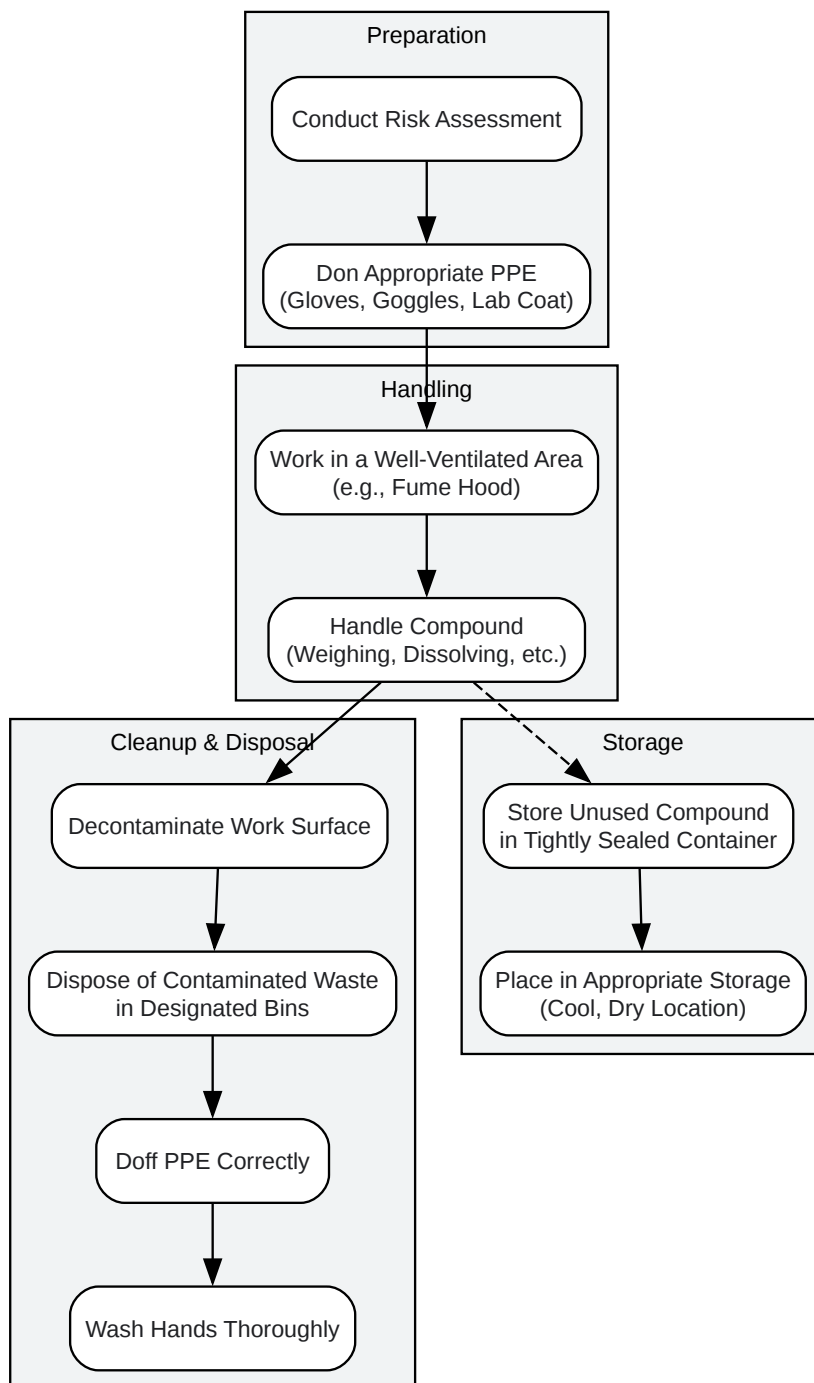 Preparation
Conduct Risk Assessment
Don Appropriate PPE
(Gloves, Goggles, Lab Coat)
Handling
Work in a Well-Ventilated Area
(e.g., Fume Hood)
Handle Compound
(Weighing, Dissolving, etc.)
Cleanup & Disposal
Decontaminate Work Surface
Dispose of Contaminated Waste
in Designated Bins
Doff PPE Correctly
Wash Hands Thoroughly
Storage
Store Unused Compound
in Tightly Sealed Container
Place in Appropriate Storage
(Cool, Dry Location)